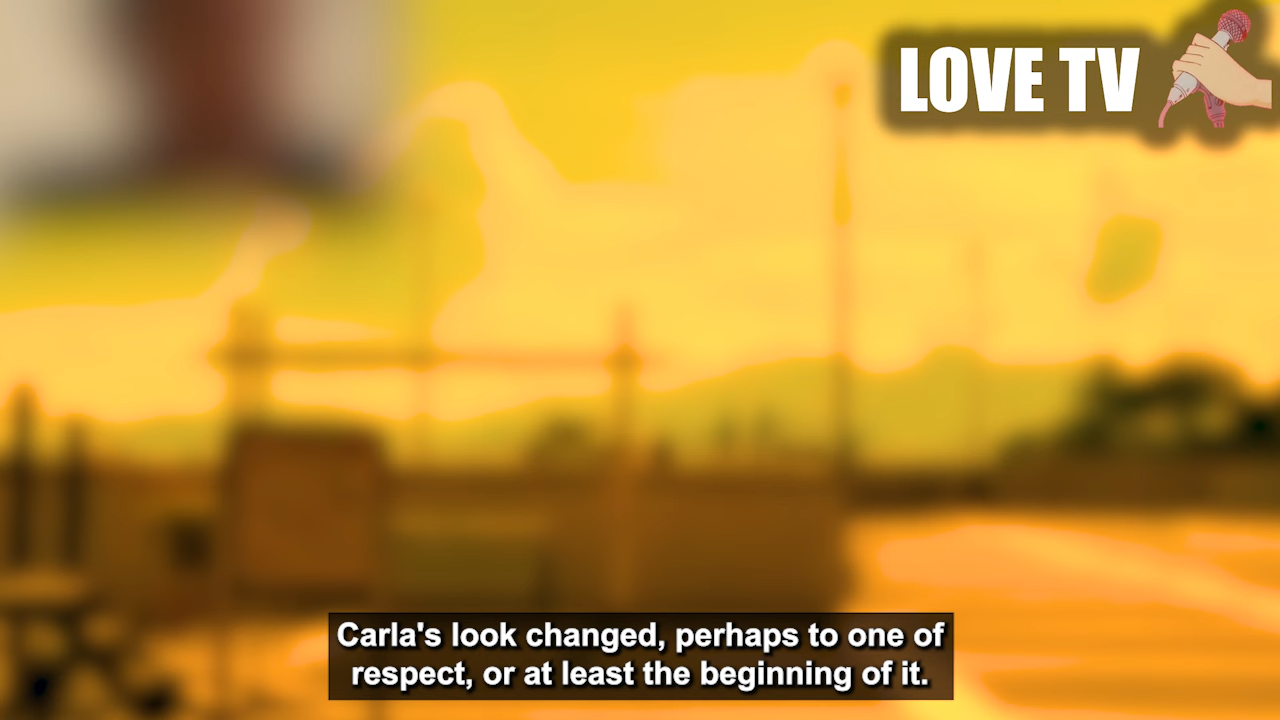 LOVE TV
Carla's look changed, perhaps to one of
respect, or at least the beginning of it.